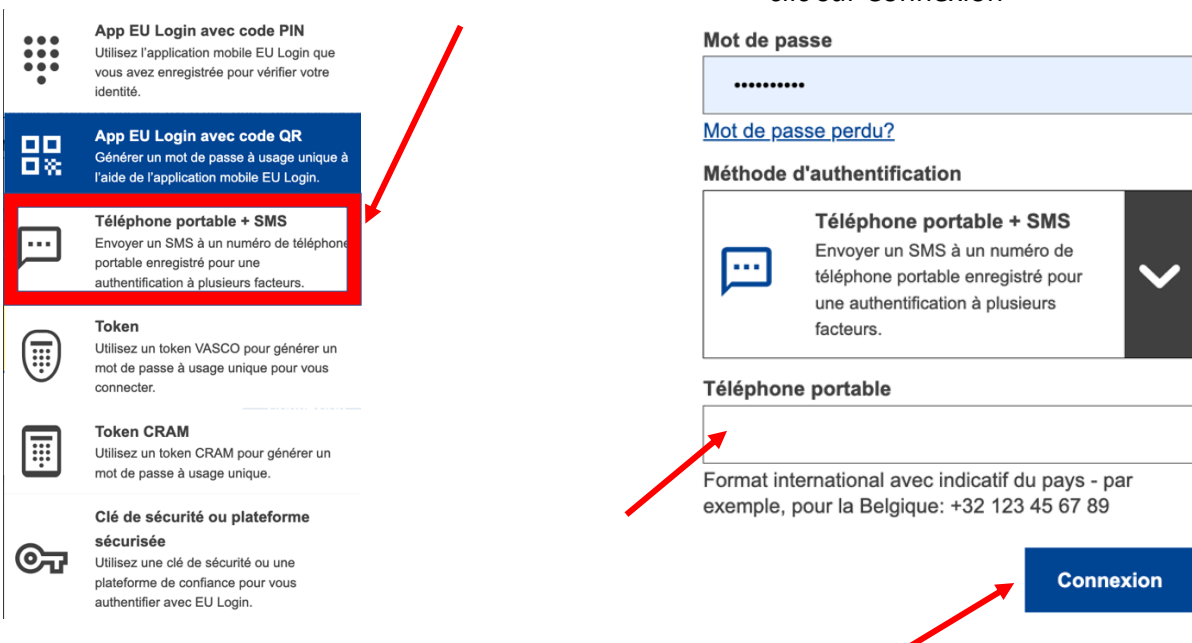 App EU Login avec code PIN
Utilisez l'application mobile EU Login que
vous avez enregistrée pour vérifier votre
identité.
App EU Login avec code QR
Générer un mot de passe à usage unique à
l'aide de l'application mobile EU Login.
Téléphone portable + SMS
Envoyer un SMS à un numéro de téléphone
portable enregistré pour une
authentification à plusieurs facteurs.
Token
Utilisez un token VASCO pour générer un
mot de passe à usage unique pour vous
connecter.
Token CRAM
Utilisez un token CRAM pour générer un
mot de passe à usage unique.
Clé de sécurité ou plateforme
sécurisée
Utilisez une clé de sécurité ou une
plateforme de confiance pour vous
authentifier avec EU Login.
clic sur Connexion
Mot de passe
••••••••••
Mot de passe perdu?
Méthode d'authentification
Téléphone portable + SMS
Envoyer un SMS à un numéro de
téléphone portable enregistré pour
une authentification à plusieurs
facteurs.
Téléphone portable
Format international avec indicatif du pays - par
exemple, pour la Belgique: +32 123 45 67 89
Connexion